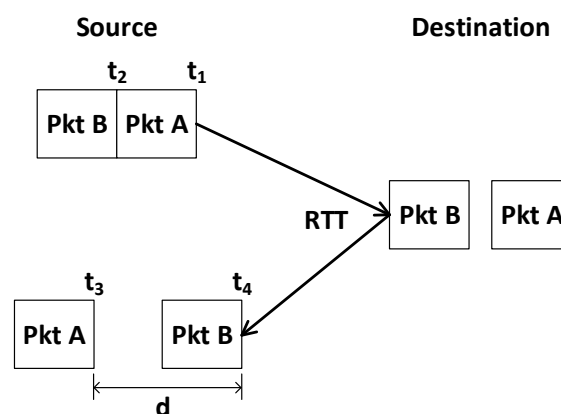 Source
Destination
t2 t1
Pkt B Pkt A
RTT
Pkt B Pkt A
t3 t4
Pkt A Pkt B
d